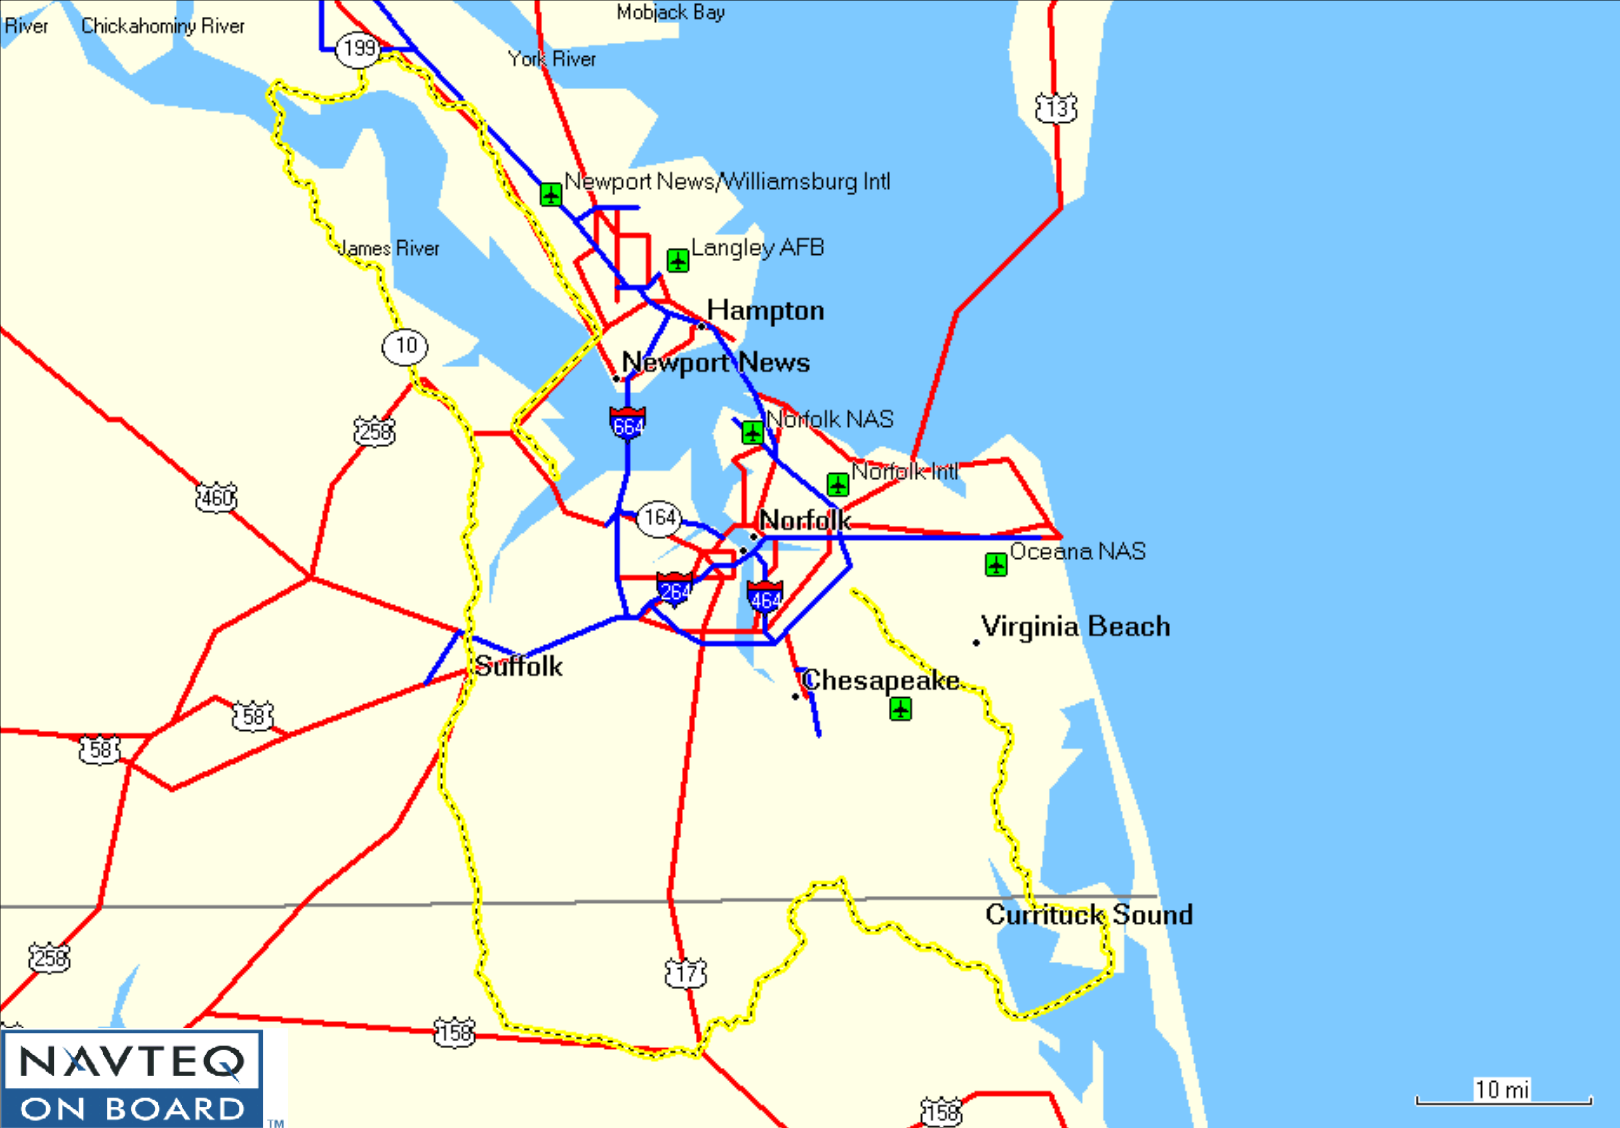 Mobjack Bay
River
Chickahominy River
199
York River
13
Newport News/Williamsburg Intl
James River
Langley AFB
Hampton
10
Newport News
258
664
Norfolk NAS
460
Norfolk Intl
164
Norfolk
Oceana NAS
264
464
Virginia Beach
Suffolk
Chesapeake
58
58
Currituck Sound
258
17
158
NAVTEQ
ON BOARD
TM
10 mi
158